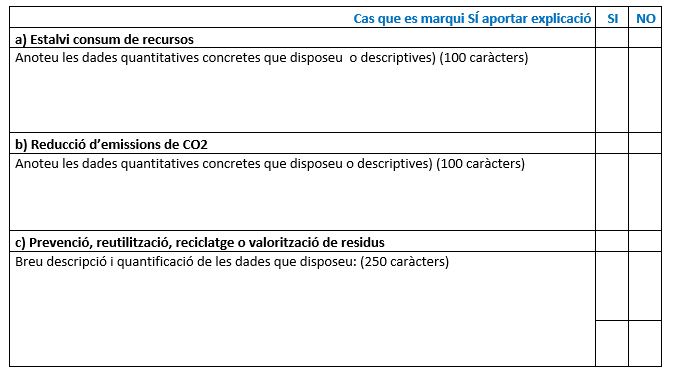 Cas que es marqui SÍ aportar explicació SI NO
a) Estalvi consum de recursos
Anoteu les dades quantitatives concretes que disposeu o descriptives) (100 caràcters)
b) Reducció d'emissions de CO2
Anoteu les dades quantitatives concretes que disposeu o descriptives) (100 caràcters)
c) Prevenció, reutilització, reciclatge o valorització de residus
Breu descripció i quantificació de les dades que disposeu: (250 caràcters)